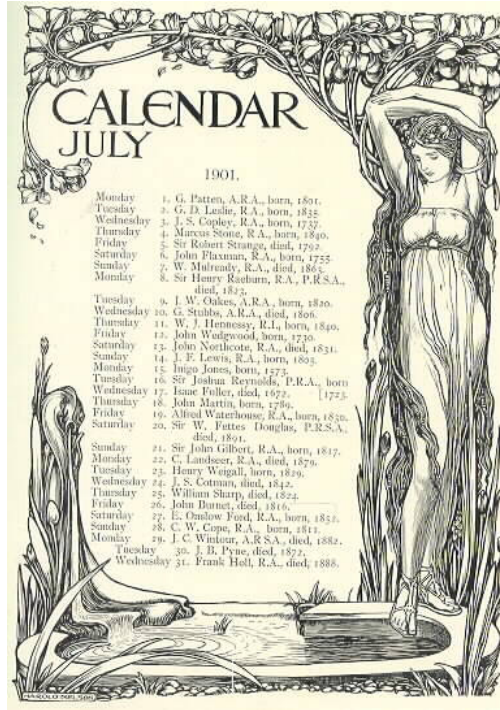 CALENDAR
JULY
1901.
Monday 1. G. Patten, A.R.A., born, 1801.
Tuesday 2. G. D. Leslie, R.A., born, 1835.
Wednesday 3. J. S. Copley, R.A., born, 1737.
Thursday 4. Marcus Stone, R.A., born, 1840.
Friday 5. Sir Robert Strange, died, 1792.
Saturday 6. John Flaxman, R.A., born, 1755.
Sunday 7. W. Mulready, R.A., died, 1863.
Monday 8. Sir Henry Raeburn, R.A., P.R.S.A.,
died, 1823.
Tuesday 9. J. W. Oakes, A.R.A., born, 1820.
Wednesday 10. G. Stubbs, A.R.A., died, 1806.
Thursday 11. W. J. Hennessy, R.I., born, 1840.
Friday 12. John Wedgwood, born, 1730.
Saturday 13. John Northcote, R.A., died, 1831.
Sunday 14. J. F. Lewis, R.A., born, 1805.
Monday 15. Inigo Jones, born, 1573.
Tuesday 16. Sir Joshua Reynolds, P.R.A., born
Wednesday 17. Isaac Fuller, died, 1672. [1723.
Thursday 18. John Martin, born, 1789.
Friday 19. Alfred Waterhouse, R.A., born, 1830.
Saturday 20. Sir W. Fettes Douglas, P.R.S.A.,
died, 1891.
Sunday 21. Sir John Gilbert, R.A., born, 1817.
Monday 22. C. Landseer, R.A., died, 1879.
Tuesday 23. Henry Weigall, born, 1829.
Wednesday 24. J. S. Cotman, died, 1842.
Thursday 25. William Sharp, died, 1824.
Friday 26. John Burnet, died, 1816.
Saturday 27. E. Onslow Ford, R.A., born, 1852.
Sunday 28. C. W. Cope, R.A., born, 1811.
Monday 29. J. C. Wintour, A.R S.A., died, 1882.
Tuesday 30. J. B. Pyne, died, 1872.
Wednesday 31. Frank Holl, R.A., died, 1888.
HAROLD NELSON